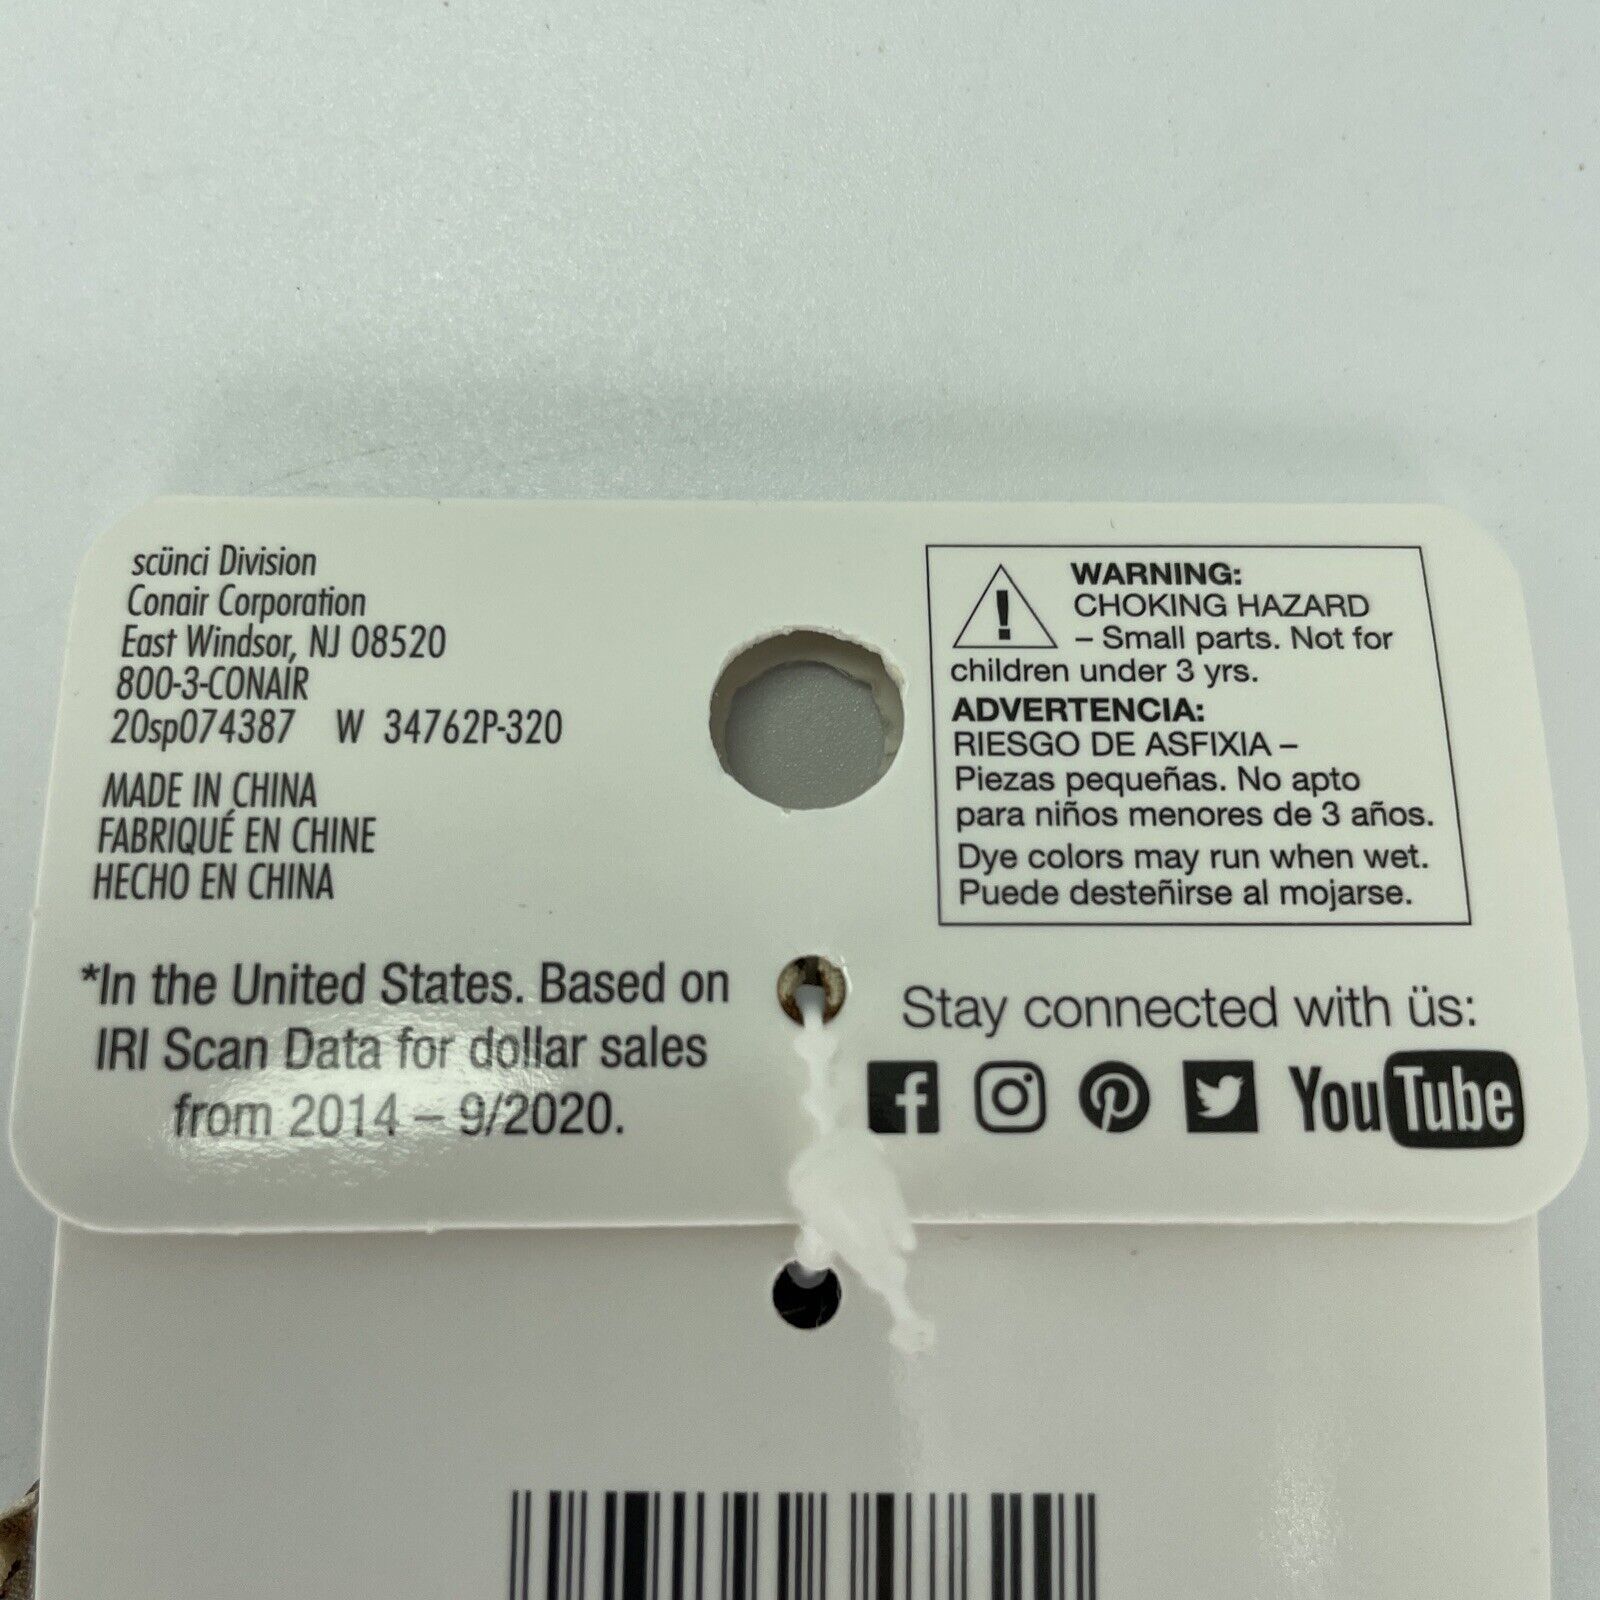 scünci Division
Conair Corporation
East Windsor, NJ 08520
800-3-CONAIR
20sp074387 W 34762P-320
MADE IN CHINA
FABRIQUÉ EN CHINE
HECHO EN CHINA
*In the United States. Based on
IRI Scan Data for dollar sales
from 2014 – 9/2020.
WARNING:
CHOKING HAZARD
– Small parts. Not for
children under 3 yrs.
ADVERTENCIA:
RIESGO DE ASFIXIA –
Piezas pequeñas. No apto
para niños menores de 3 años.
Dye colors may run when wet.
Puede desteñirse al mojarse.
Stay connected with üs:
YouTube